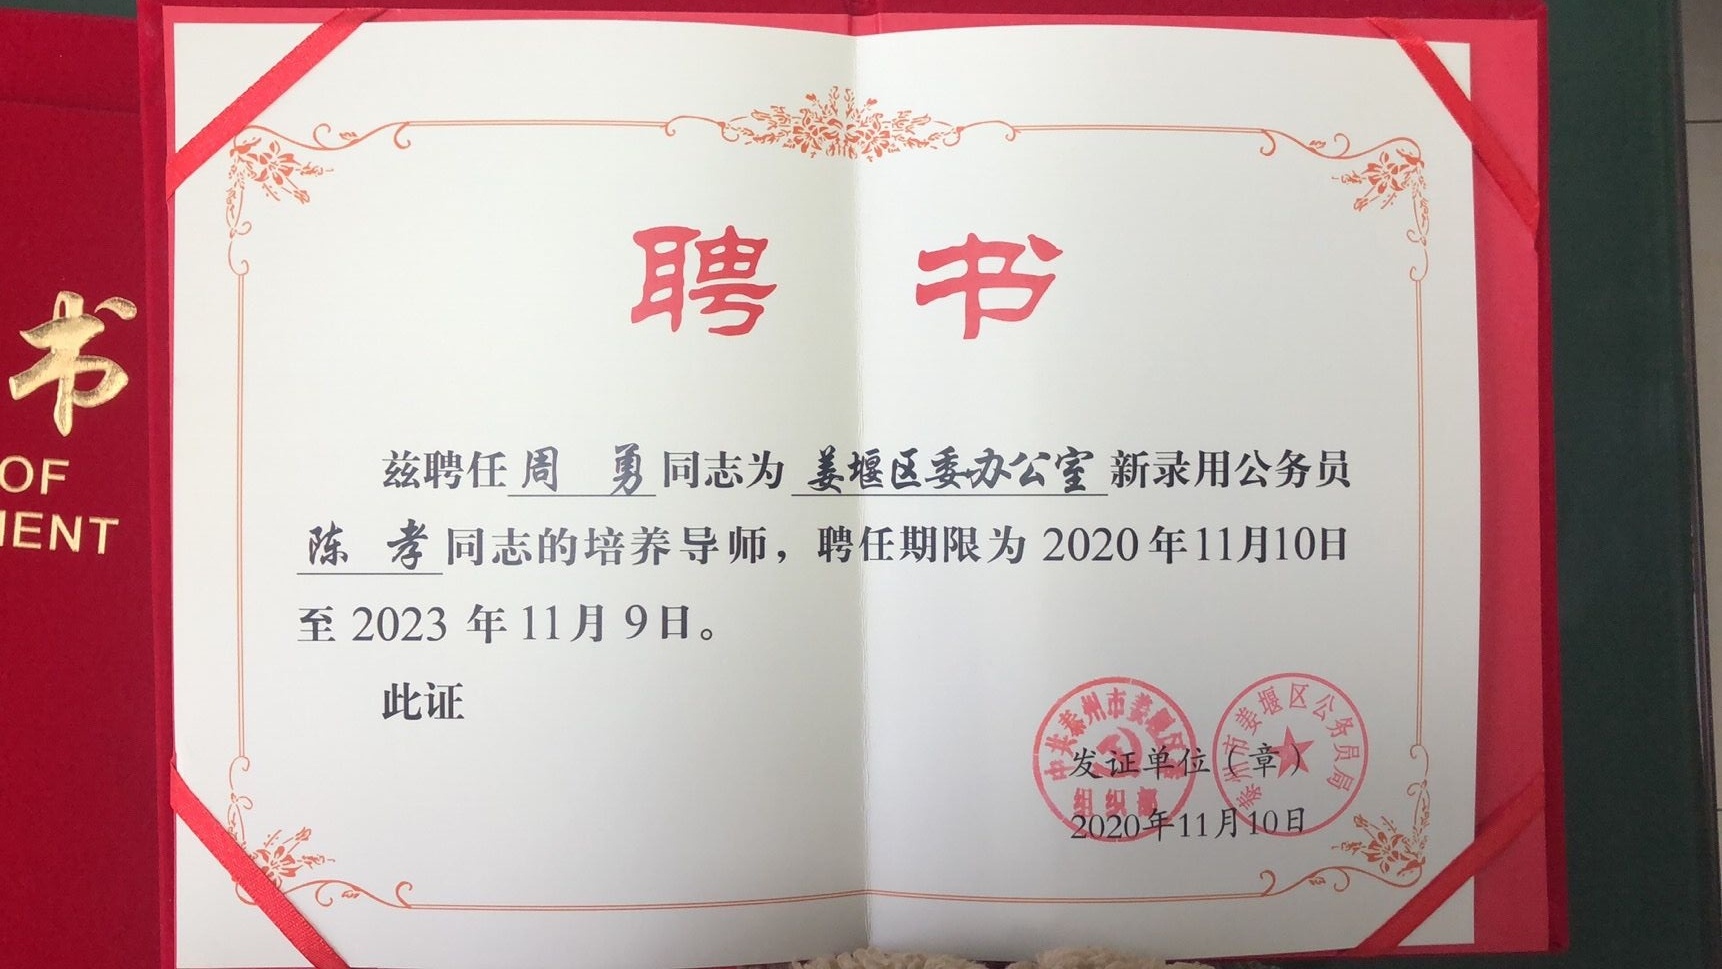 聘 书
兹聘任周 勇同志为 姜堰区委办公室新录用公务员
陈 孝同志的培养导师，聘任期限为 2020年11月10日
至 2023 年11月 9日。
此证
中共泰州市姜堰区委
组织部
泰州市姜堰区公务员局
发证单位（章）
2020年11月10日
书
OF
MENT